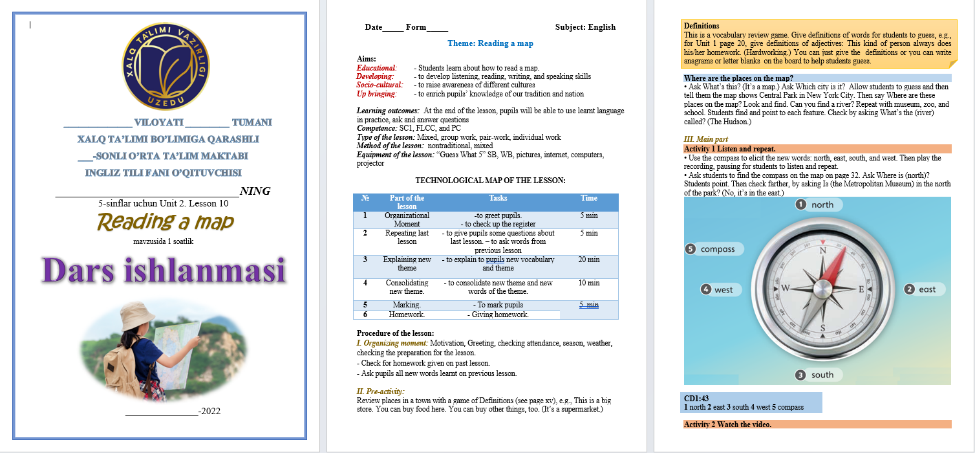 XALQ TA'LIMI VAZIRLIGI
UZEDU
____________ VILOYATI ________ TUMANI
XALQ TA'LIMI BO'LIMIGA QARASHLI
___-SONLI O'RTA TA'LIM MAKTABI
INGLIZ TILI FANI O'QITUVCHISI
________________________________NING
5-sinflar uchun Unit 2. Lesson 10
Reading a map
mavzusida 1 soatlik
Dars ishlanmasi
_______________-2022
Date_____ Form_____ Subject: English
Theme: Reading a map
Aims:
Educational: - Students learn about how to read a map.
Developing: - to develop listening, reading, writing, and speaking skills
Socio-cultural: - to raise awareness of different cultures
Up bringing: - to enrich pupils' knowledge of our tradition and nation
Learning outcomes: At the end of the lesson, pupils will be able to use learnt language
in practice, ask and answer questions
Competence: SC1, FLCC, and PC
Type of the lesson: Mixed, group work, pair-work, individual work
Method of the lesson: nontraditional, mixed
Equipment of the lesson: "Guess What 5" SB, WB, pictures, internet, computers,
projector
TECHNOLOGICAL MAP OF THE LESSON:
№ Part of the lesson Tasks Time
1 Organizational Moment -to greet pupils. - to check up the register 5 min
2 Repeating last lesson - to give pupils some questions about last lesson. – to ask words from previous lesson 5 min
3 Explaining new theme - to explain to pupils new vocabulary and theme 20 min
4 Consolidating new theme. - to consolidate new theme and new words of the theme. 10 min
5 Marking. - To mark pupils 5 min
6 Homework. - Giving homework.
Procedure of the lesson:
I. Organizing moment: Motivation, Greeting, checking attendance, season, weather,
checking the preparation for the lesson.
- Check for homework given on past lesson.
- Ask pupils all new words learnt on previous lesson.
II. Pre-activity:
Review places in a town with a game of Definitions (see page xv), e.g., This is a big
store. You can buy food here. You can buy other things, too. (It's a supermarket.)
Definitions
This is a vocabulary review game. Give definitions of words for students to guess, e.g.,
for Unit 1 page 20, give definitions of adjectives: This kind of person always does
his/her homework. (Hardworking.) You can just give the definitions or you can write
anagrams or letter blanks on the board to help students guess.
Where are the places on the map?
• Ask What's this? (It's a map.) Ask Which city is it? Allow students to guess and then
tell them the map shows Central Park in New York City. Then say Where are these
places on the map? Look and find. Can you find a river? Repeat with museum, zoo, and
school. Students find and point to each feature. Check by asking What's the (river)
called? (The Hudson.)
III. Main part
Activity 1 Listen and repeat.
• Use the compass to elicit the new words: north, east, south, and west. Then play the
recording, pausing for students to listen and repeat.
• Ask students to find the compass on the map on page 32. Ask Where is (north)?
Students point. Then check further, by asking Is (the Metropolitan Museum) in the north
of the park? (No, it's in the east.)
1 north
5 compass
N
4 west
W
E
2 east
S
3 south
CD1:43
1 north 2 east 3 south 4 west 5 compass
Activity 2 Watch the video.